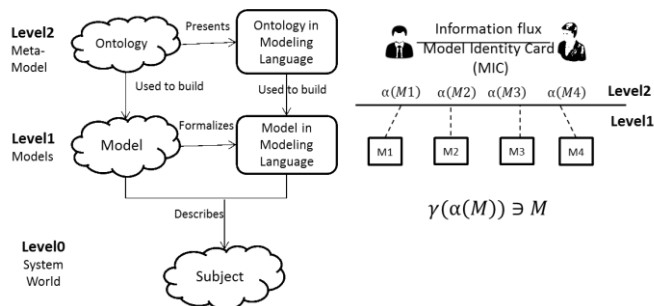 Level2
Meta-
Model
Ontology
Presents
Ontology in
Modeling
Language
Used to build
Used to build
Level1
Models
Model
Formalizes
Model in
Modeling
Language
Describes
Level0
System
World
Subject
Information flux
Model Identity Card
(MIC)
α(M1) α(M2) α(M3) α(M4) Level2
Level1
M1 M2 M3 M4
γ(α(M)) ∋ M